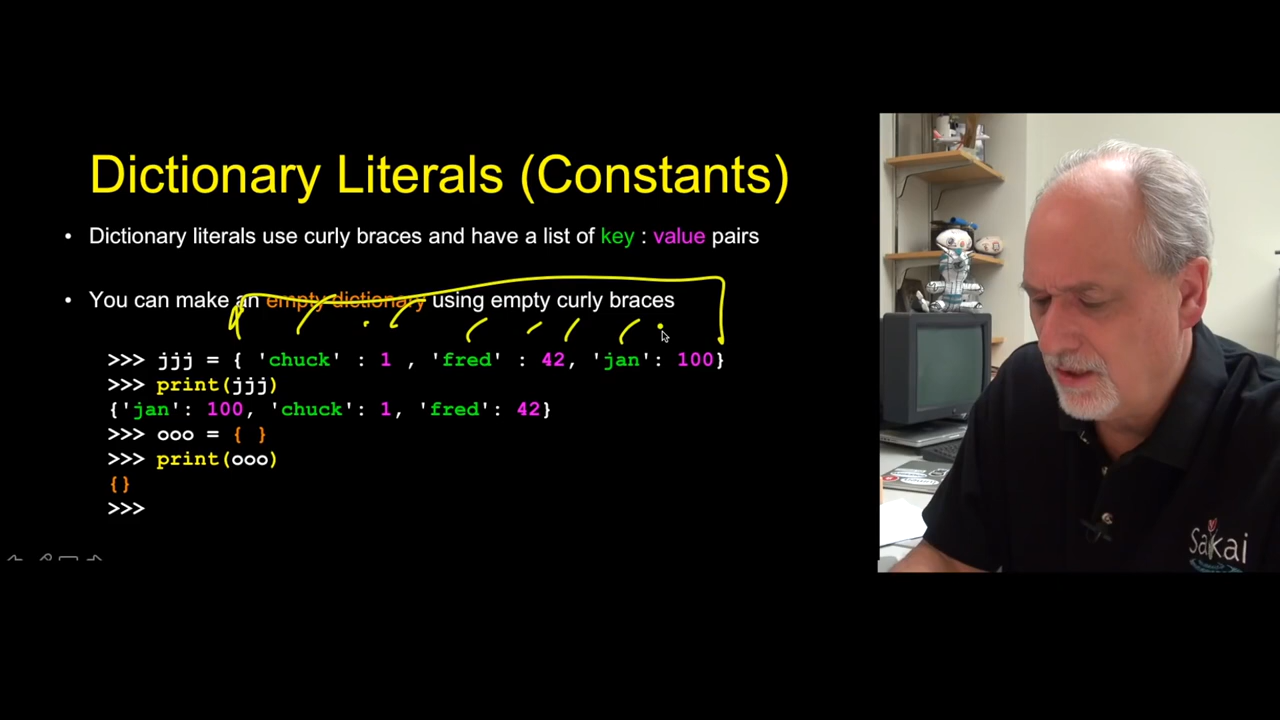 Dictionary Literals (Constants)
• Dictionary literals use curly braces and have a list of key : value pairs
• You can make an empty dictionary using empty curly braces
>>> jjj = { 'chuck' : 1 , 'fred' : 42, 'jan': 100}
>>> print(jjj)
{'jan': 100, 'chuck': 1, 'fred': 42}
>>> ooo = { }
>>> print(ooo)
{}
>>>
Sakai